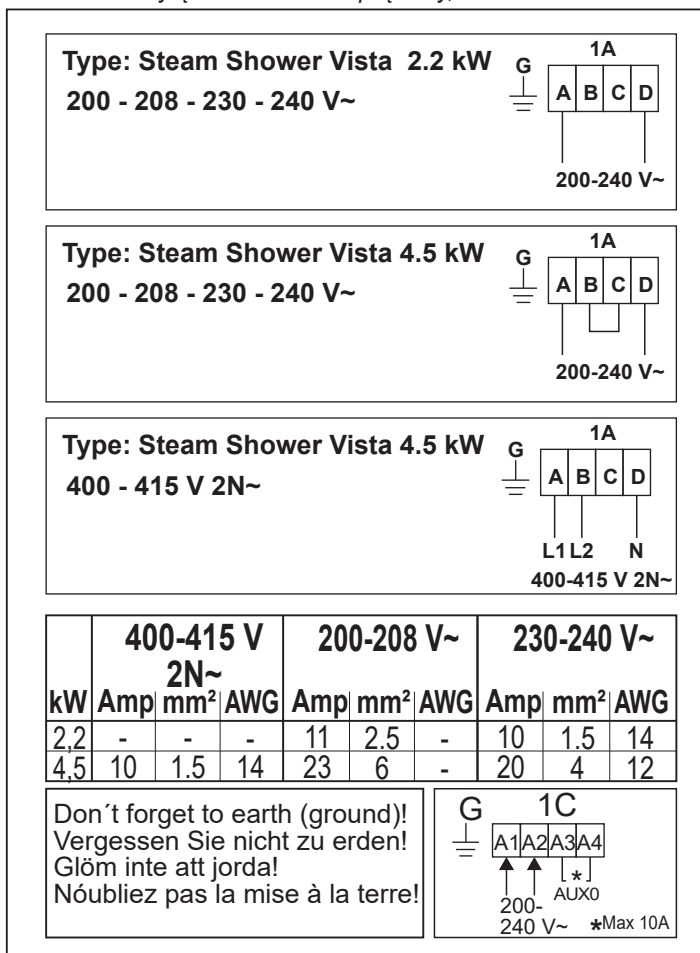 Type: Steam Shower Vista 2.2 kW
200 - 208 - 230 - 240 V~
G
1A
A B C D
200-240 V~
Type: Steam Shower Vista 4.5 kW
200 - 208 - 230 - 240 V~
G
1A
A B C D
200-240 V~
Type: Steam Shower Vista 4.5 kW
400 - 415 V 2N~
G
1A
A B C D
L1 L2 N
400-415 V 2N~
400-415 V 200-208 V~ 230-240 V~
2N~
kW Amp mm² AWG Amp mm² AWG Amp mm² AWG
2,2 - - - 11 2.5 - 10 1.5 14
4,5 10 1.5 14 23 6 - 20 4 12
Don´t forget to earth (ground)!
Vergessen Sie nicht zu erden!
Glöm inte att jorda!
Nóubliez pas la mise à la terre!
G 1C
A1 A2 A3 A4
*
AUX0
200-
240 V~ *Max 10A